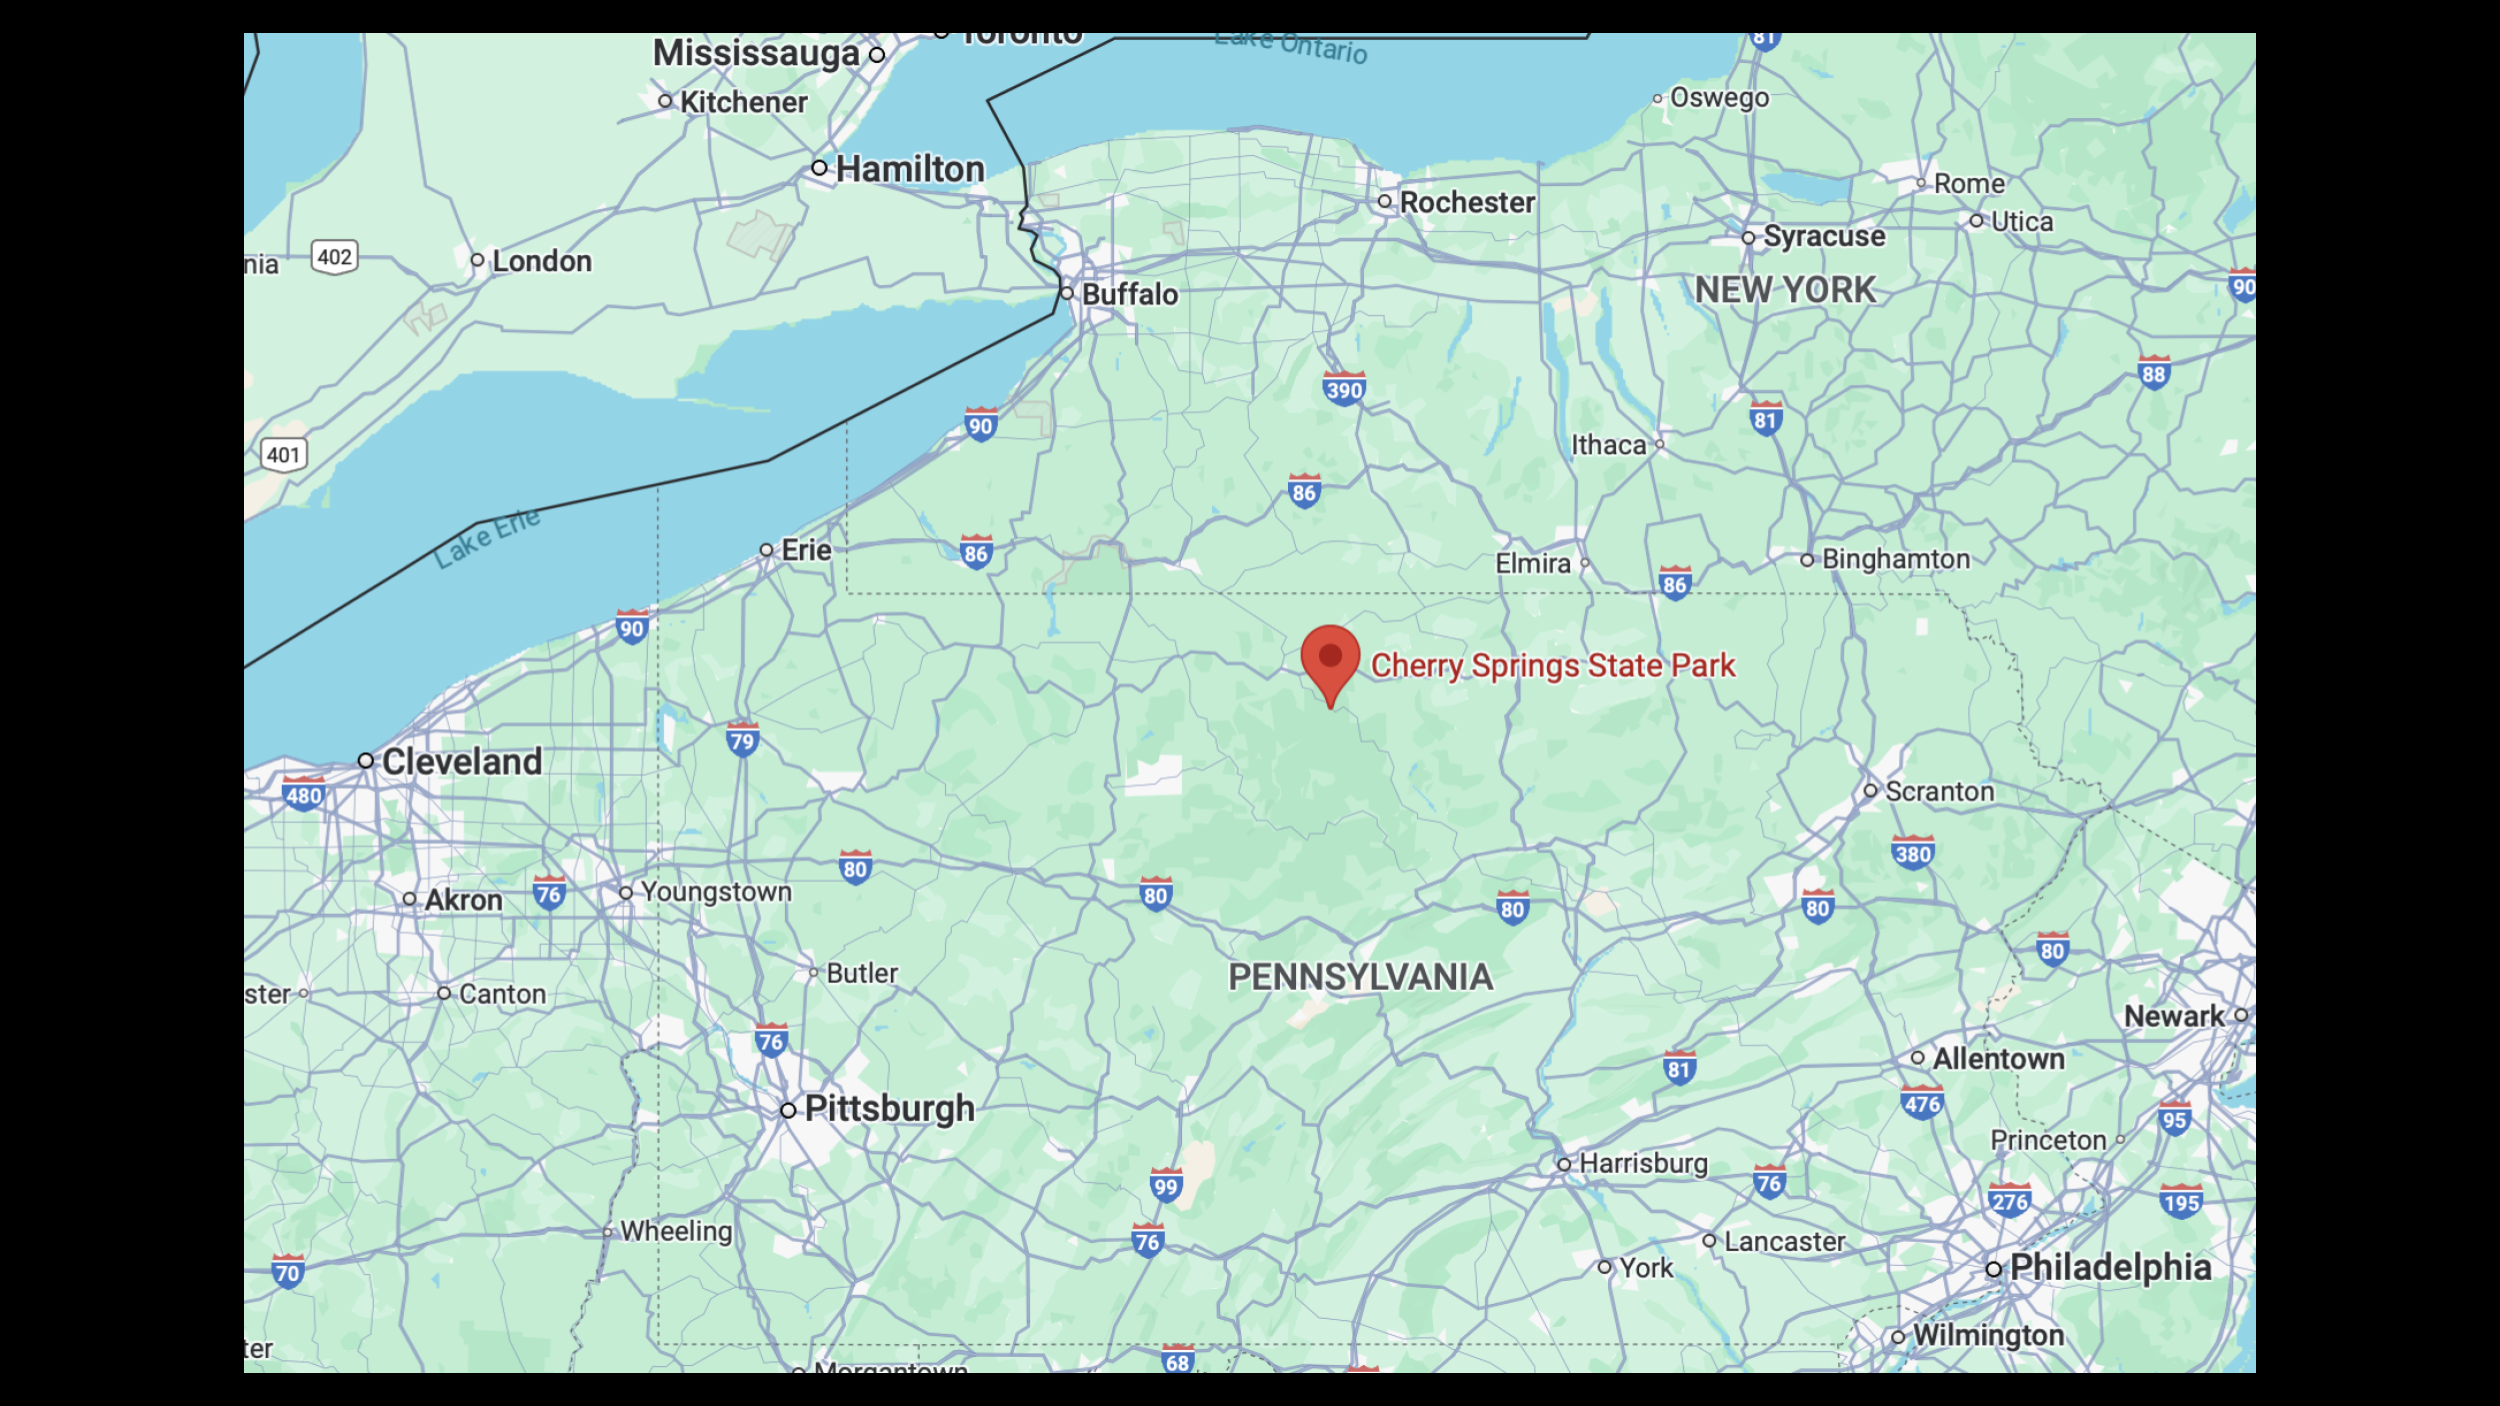 Toronto
Lake Ontario
81
Mississauga
Kitchener
Oswego
Hamilton
Rome
Rochester
Utica
Syracuse
402
London
nia
NEW YORK
90
Buffalo
88
390
81
90
401
Ithaca
86
Lake Erie
Erie
86
Elmira
86
Binghamton
90
Cherry Springs State Park
79
Cleveland
480
Scranton
380
80
80
80
80
76
Youngstown
Akron
80
Butler
PENNSYLVANIA
ster
Canton
Newark
76
81
Allentown
476
95
Pittsburgh
Princeton
Harrisburg
99
76
276
195
Wheeling
76
Lancaster
70
York
Philadelphia
Wilmington
ter
68
Morgantown